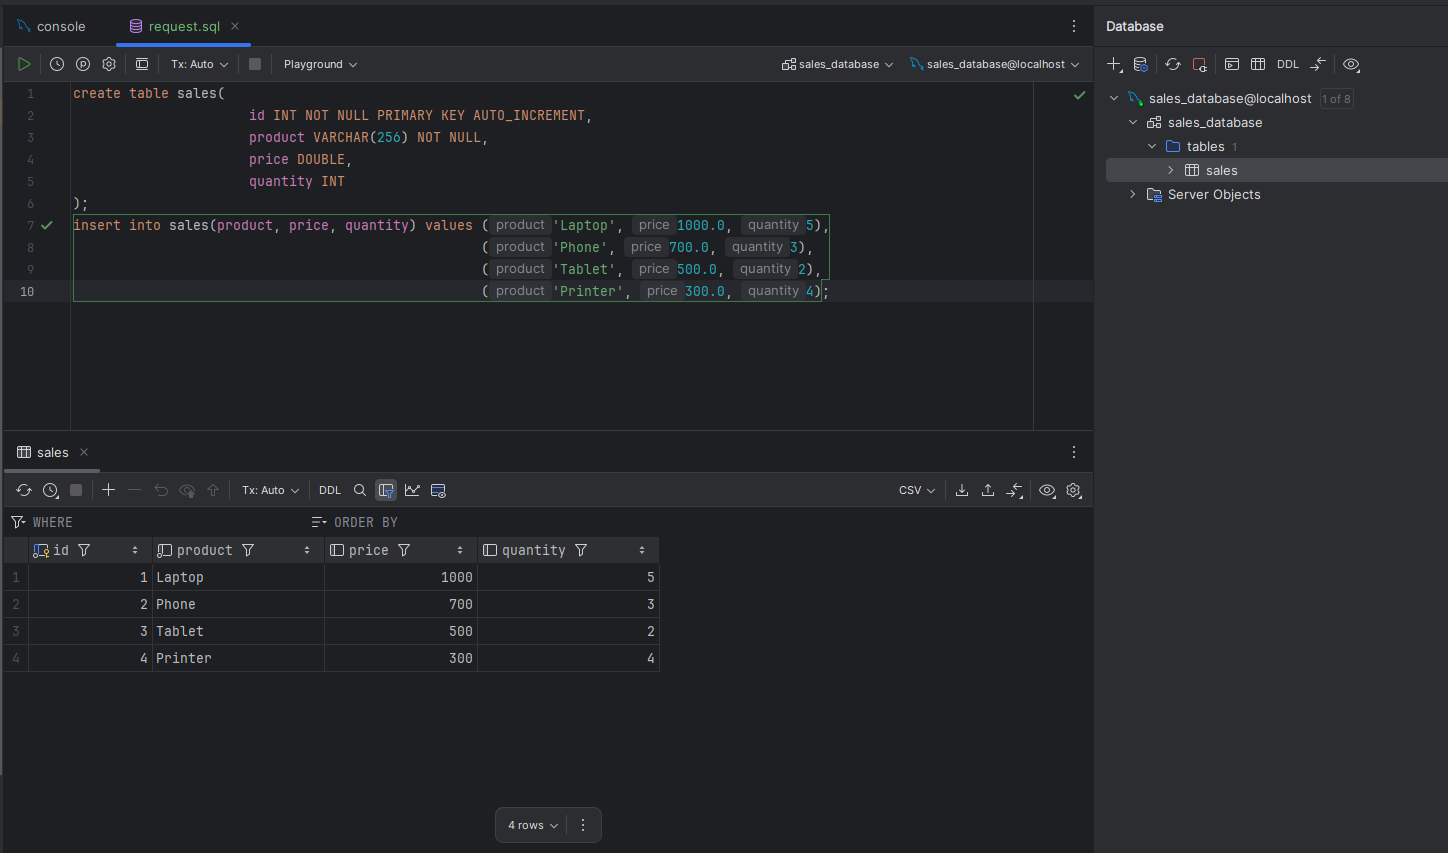 console
request.sql
Database
Tx: Auto
Playground
sales_database
sales_database@localhost
DDL
1 create table sales(
2 id INT NOT NULL PRIMARY KEY AUTO_INCREMENT,
3 product VARCHAR(256) NOT NULL,
4 price DOUBLE,
5 quantity INT
6 );
7 insert into sales(product, price, quantity) values ( product 'Laptop', price 1000.0, quantity 5),
8 ( product 'Phone', price 700.0, quantity 3),
9 ( product 'Tablet', price 500.0, quantity 2),
10 ( product 'Printer', price 300.0, quantity 4);
sales_database@localhost 1 of 8
sales_database
tables 1
sales
Server Objects
sales
Tx: Auto
DDL
CSV
WHERE
ORDER BY
id product price quantity
1 1 Laptop 1000 5
2 2 Phone 700 3
3 3 Tablet 500 2
4 4 Printer 300 4
4 rows